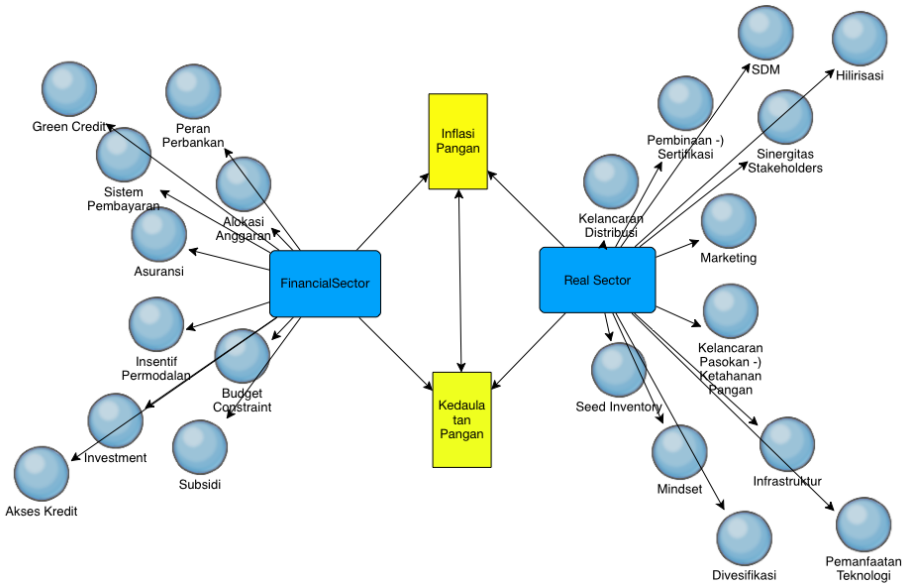 Green Credit
Peran
Perbankan
Sistem
Pembayaran
Alokasi
Anggaran
Asuransi
FinancialSector
Insentif
Permodalan
Budget
Constraint
Investment
Subsidi
Akses Kredit
Inflasi
Pangan
Kedaula
tan
Pangan
SDM
Hilirisasi
Pembinaan -)
Sertifikasi
Sinergitas
Stakeholders
Kelancaran
Distribusi
Marketing
Real Sector
Kelancaran
Pasokan -)
Ketahanan
Pangan
Seed Inventory
Mindset
Infrastruktur
Divesifikasi
Pemanfaatan
Teknologi